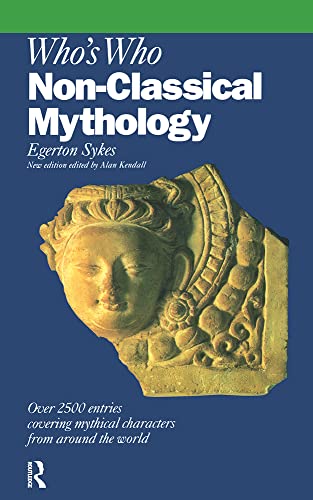 Who's Who
Non-Classical
Mythology
Egerton Sykes
New edition edited by Alan Kendall
Over 2500 entries
covering mythical characters
from around the world
R
ROUTLEDGE